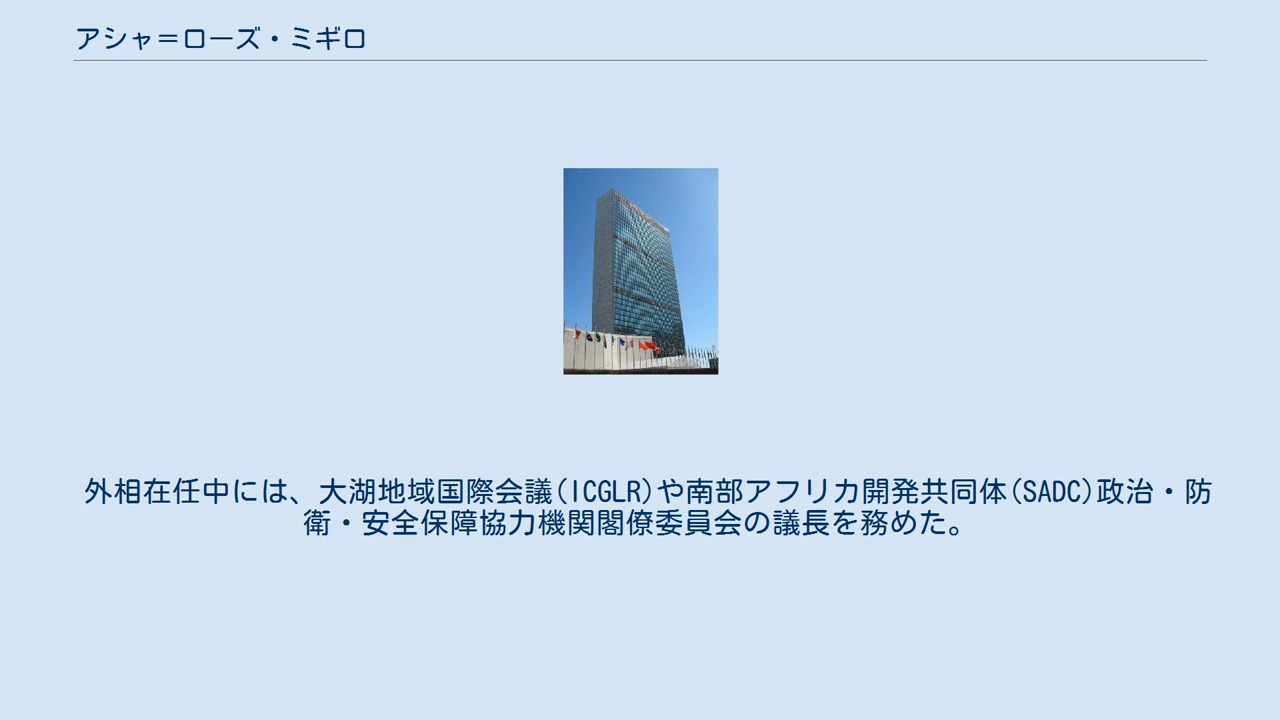 アシャ＝ローズ・ミギロ
外相在任中には、大湖地域国際会議(ICGLR)や南部アフリカ開発共同体(SADC)政治・防
衛・安全保障協力機関閣僚委員会の議長を務めた。